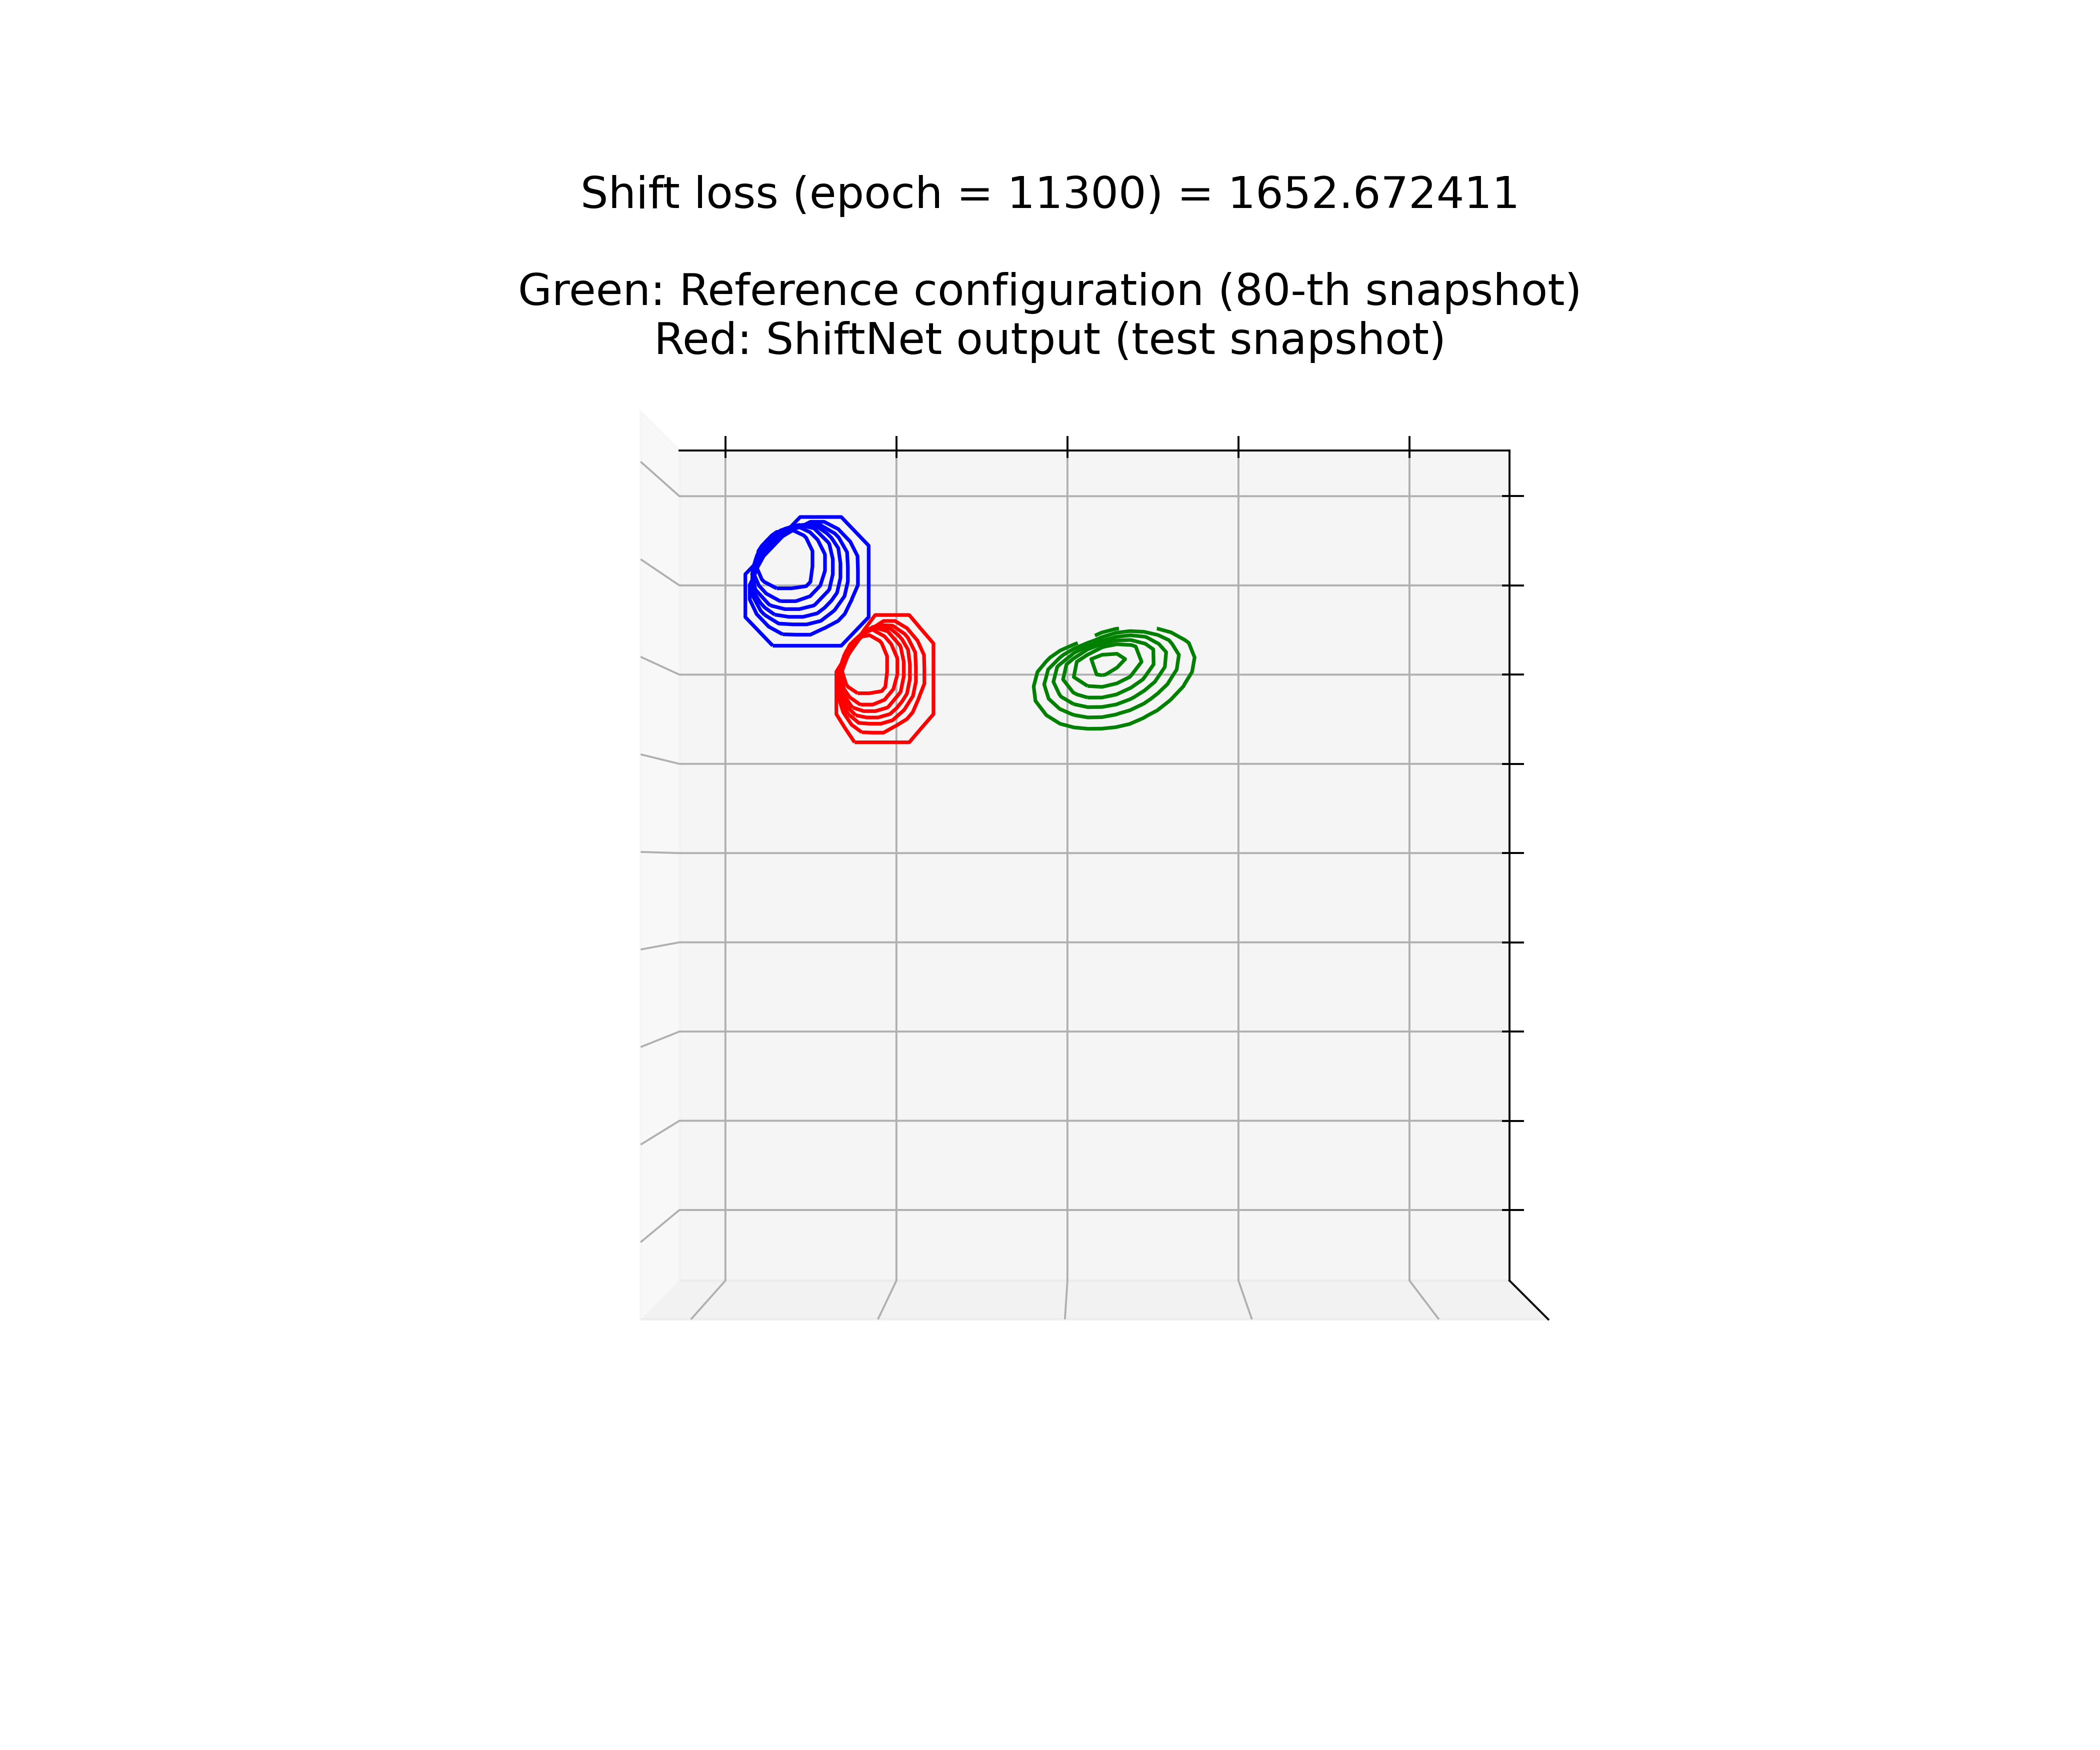 Shift loss (epoch = 11300) = 1652.672411
Green: Reference configuration (80-th snapshot)
Red: ShiftNet output (test snapshot)